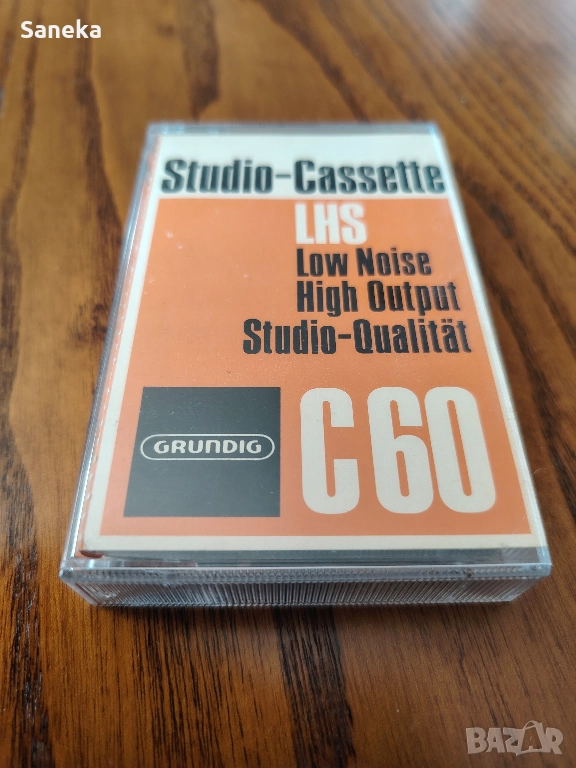 Saneka
Studio-Cassette
LHS
Low Noise
High Output
Studio-Qualität
GRUNDIG
C60
BAZAR